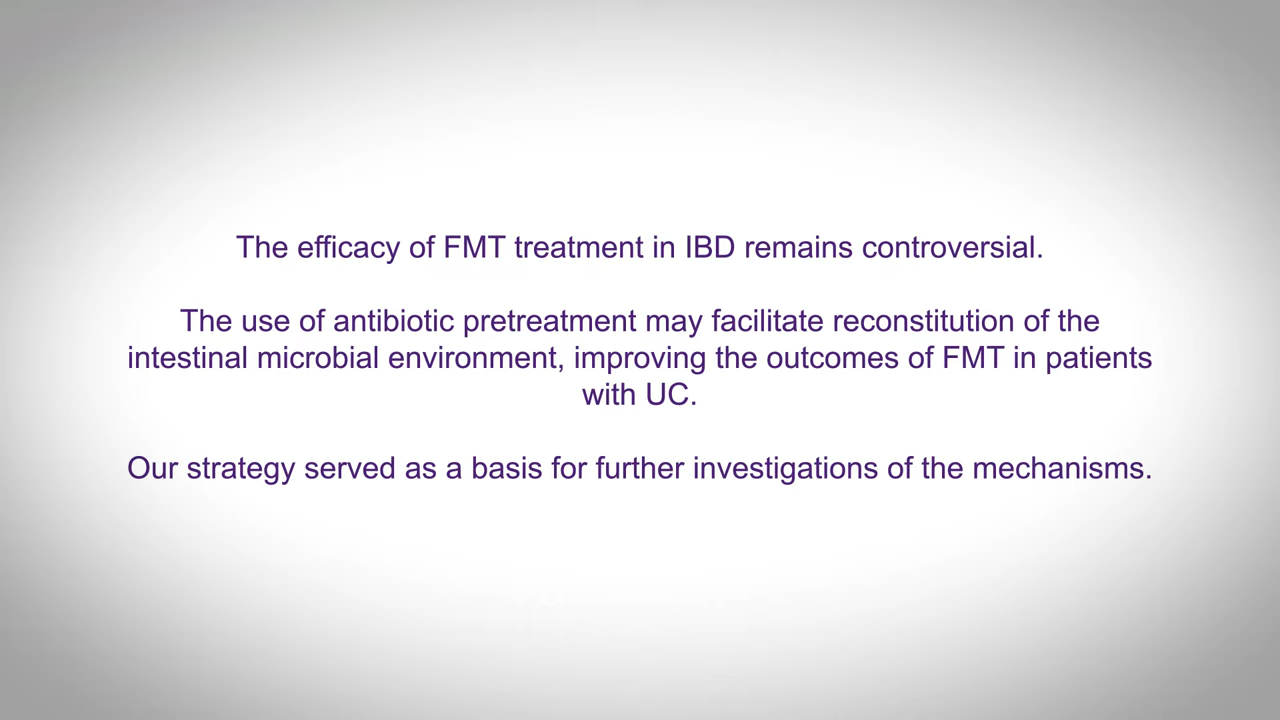 The efficacy of FMT treatment in IBD remains controversial.
The use of antibiotic pretreatment may facilitate reconstitution of the
intestinal microbial environment, improving the outcomes of FMT in patients
with UC.
Our strategy served as a basis for further investigations of the mechanisms.